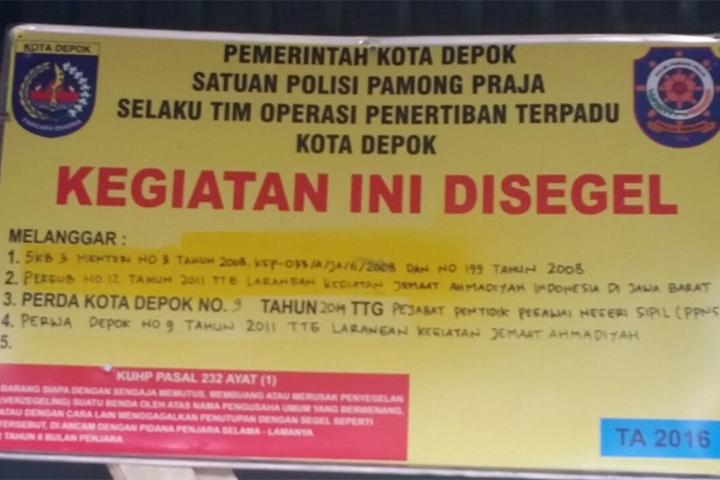 KOTA DEPOK
PEMERINTAH KOTA DEPOK
SATUAN POLISI PAMONG PRAJA
SELAKU TIM OPERASI PENERTIBAN TERPADU
KOTA DEPOK
KEGIATAN INI DISEGEL
MELANGGAR :
1. SKB 3 MENTERI NO 3 TAHUN 2008, KEP-033/A/JA/6/2008 DAN NO 199 TAHUN 2008
2. PERGUB NO 12 TAHUN 2011 TTG LARANGAN KEGIATAN JEMAAT AHMADIYAH INDONESIA DI JAWA BARAT
3. PERDA KOTA DEPOK NO. 9 TAHUN 2014 TTG PEJABAT PENYIDIK PEGAWAI NEGERI SIPIL (PPNS
4. PERWA DEPOK NO 9 TAHUN 2011 TTG LARANGAN KEGIATAN JEMAAT AHMADIYAH
5.
KUHP PASAL 232 AYAT (1)
BARANG SIAPA DENGAN SENGAJA MEMUTUS, MEMBUANG ATAU MERUSAK PENYEGELAN
(VERZEGELING) SUATU BENDA OLEH ATAS NAMA PENGUSAHA UMUM YANG BERWENANG,
ATAU DENGAN CARA LAIN MENGGAGALKAN PENUTUPAN DENGAN SEGEL SEPERTI
TERSEBUT, DI ANCAM DENGAN PIDANA PENJARA SELAMA - LAMANYA
2 TAHUN 8 BULAN PENJARA
TA 2016